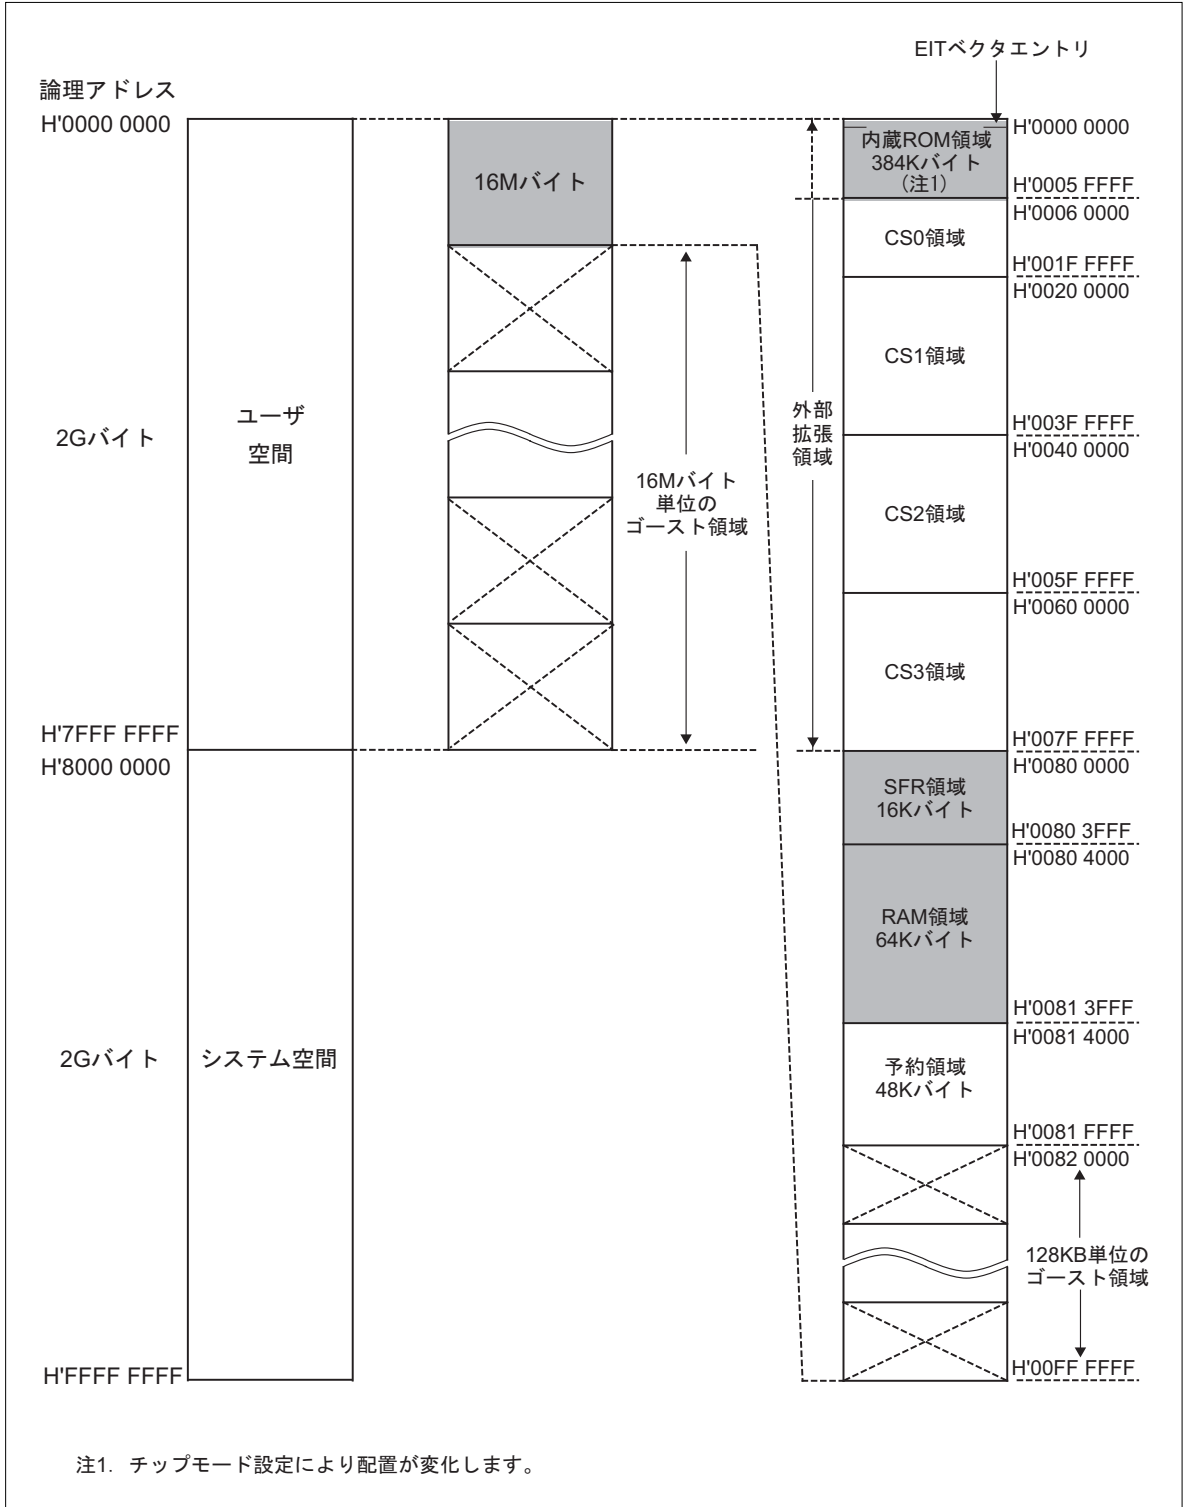 EITベクタエントリ
論理アドレス
H'0000 0000
2Gバイト
ユーザ
空間
H'7FFF FFFF
H'8000 0000
2Gバイト
システム空間
H'FFFF FFFF
16Mバイト
16Mバイト
単位の
ゴースト領域
外部
拡張
領域
内蔵ROM領域
384Kバイト
(注1)
H'0000 0000
H'0005 FFFF
H'0006 0000
CS0領域
H'001F FFFF
H'0020 0000
CS1領域
H'003F FFFF
H'0040 0000
CS2領域
H'005F FFFF
H'0060 0000
CS3領域
H'007F FFFF
H'0080 0000
SFR領域
16Kバイト
H'0080 3FFF
H'0080 4000
RAM領域
64Kバイト
H'0081 3FFF
H'0081 4000
予約領域
48Kバイト
H'0081 FFFF
H'0082 0000
128KB単位の
ゴースト領域
H'00FF FFFF
注1. チップモード設定により配置が変化します。